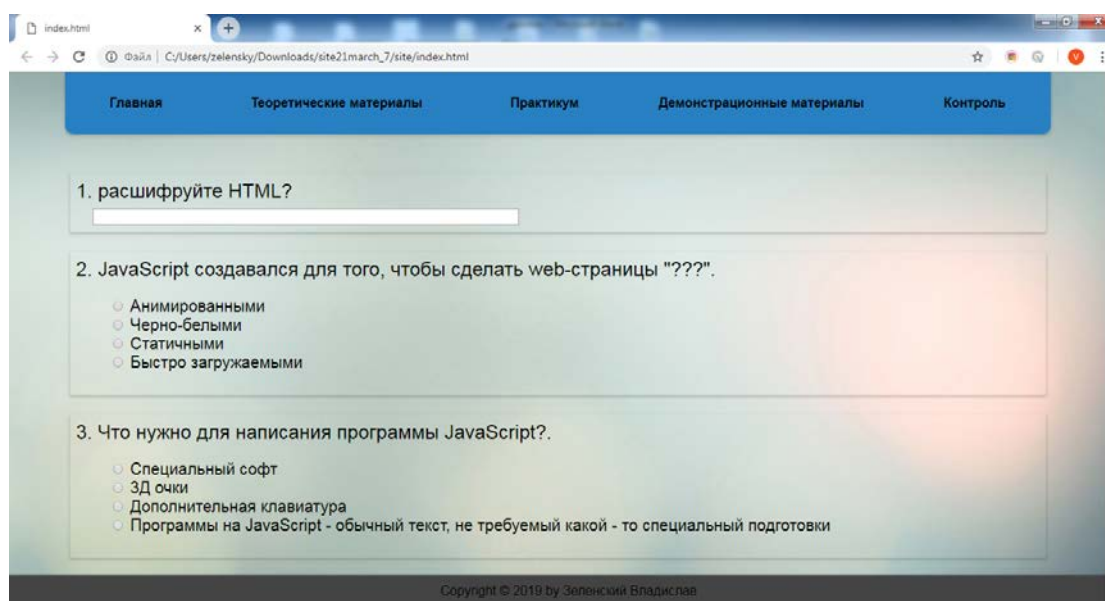 index.html
Файл | C:/Users/zelensky/Downloads/site21march_7/site/index.html
Главная Теоретические материалы Практикум Демонстрационные материалы Контроль
1. расшифруйте HTML?
2. JavaScript создавался для того, чтобы сделать web-страницы "???".
Анимированными
Черно-белыми
Статичными
Быстро загружаемыми
3. Что нужно для написания программы JavaScript?.
Специальный софт
3Д очки
Дополнительная клавиатура
Программы на JavaScript - обычный текст, не требуемый какой - то специальный подготовки
Copyright © 2019 by Зеленский Владислав